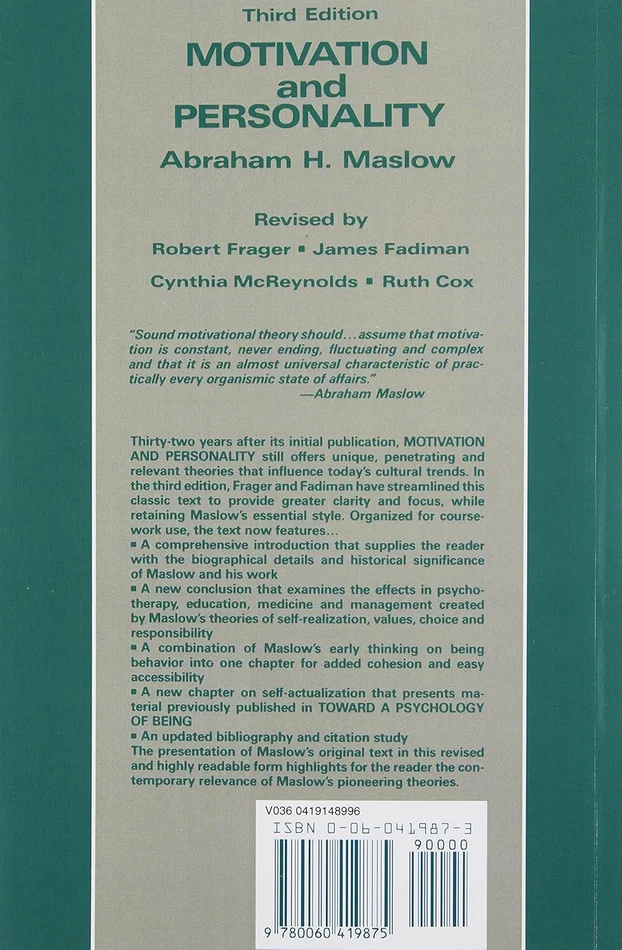 Third Edition
MOTIVATION
and
PERSONALITY
Abraham H. Maslow
Revised by
Robert Frager ▪ James Fadiman
Cynthia McReynolds ▪ Ruth Cox
“Sound motivational theory should...assume that motiva-
tion is constant, never ending, fluctuating and complex
and that it is an almost universal characteristic of prac-
tically every organismic state of affairs.”
—Abraham Maslow
Thirty-two years after its initial publication, MOTIVATION
AND PERSONALITY still offers unique, penetrating and
relevant theories that influence today’s cultural trends. In
the third edition, Frager and Fadiman have streamlined this
classic text to provide greater clarity and focus, while
retaining Maslow’s essential style. Organized for course-
work use, the text now features...
▪ A comprehensive introduction that supplies the reader
with the biographical details and historical significance
of Maslow and his work
▪ A new conclusion that examines the effects in psycho-
therapy, education, medicine and management created
by Maslow’s theories of self-realization, values, choice and
responsibility
▪ A combination of Maslow’s early thinking on being
behavior into one chapter for added cohesion and easy
accessibility
▪ A new chapter on self-actualization that presents ma-
terial previously published in TOWARD A PSYCHOLOGY
OF BEING
▪ An updated bibliography and citation study
The presentation of Maslow’s original text in this revised
and highly readable form highlights for the reader the con-
temporary relevance of Maslow’s pioneering theories.
V036 0419148996
ISBN 0-06-041987-3
90000
9 780060 419875